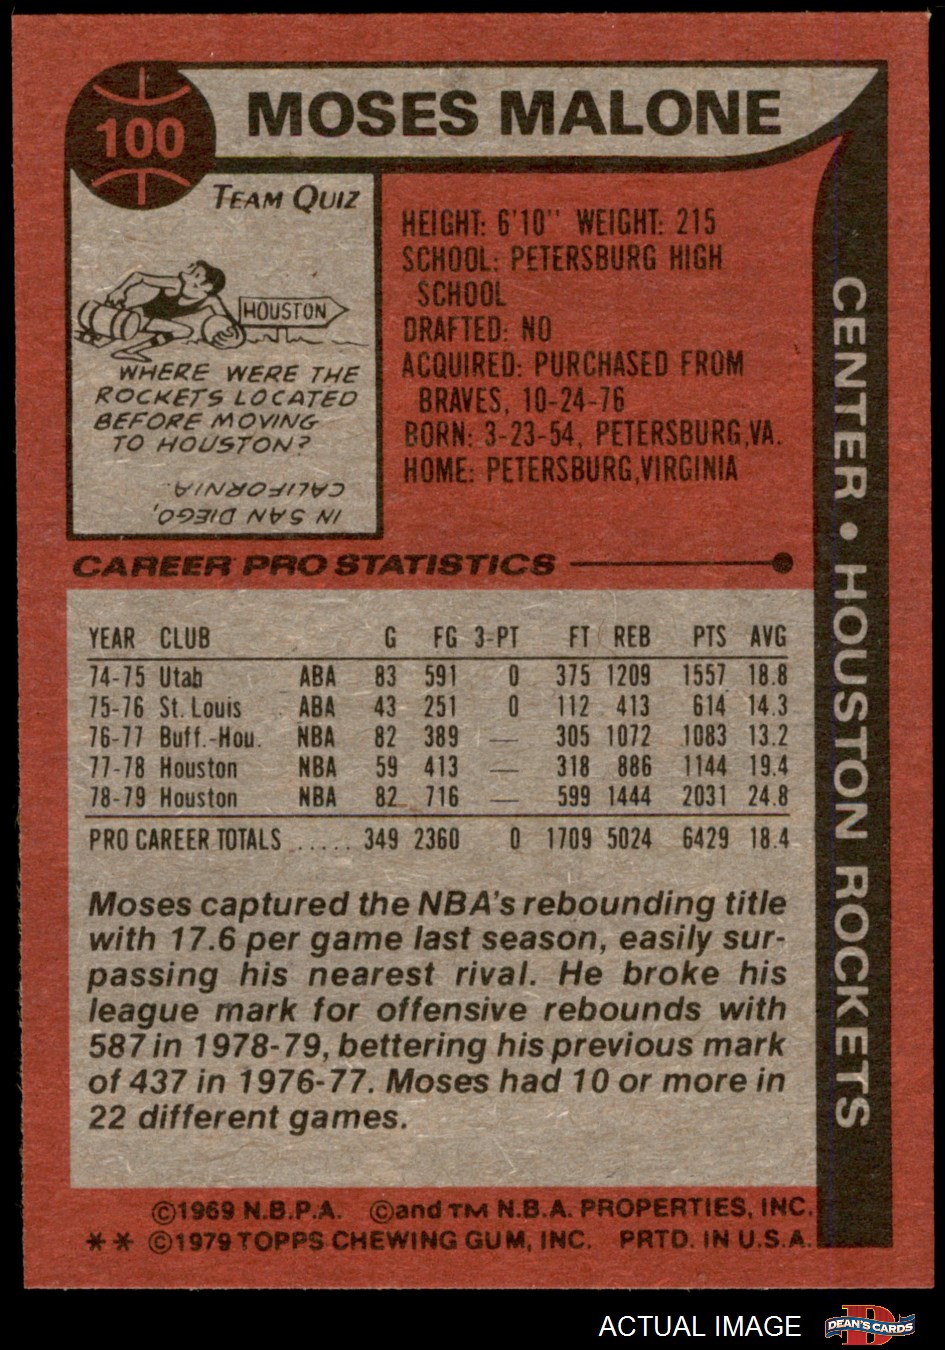 100
MOSES MALONE
TEAM QUIZ
HOUSTON
WHERE WERE THE
ROCKETS LOCATED
BEFORE MOVING
TO HOUSTON?
IN SAN DIEGO,
CALIFORNIA.
HEIGHT: 6'10" WEIGHT: 215
SCHOOL: PETERSBURG HIGH
SCHOOL
DRAFTED: NO
ACQUIRED: PURCHASED FROM
BRAVES, 10-24-76
BORN: 3-23-54, PETERSBURG, VA.
HOME: PETERSBURG, VIRGINIA
CENTER • HOUSTON ROCKETS
CAREER PRO STATISTICS
YEAR CLUB G FG 3-PT FT REB PTS AVG
74-75 Utah ABA 83 591 0 375 1209 1557 18.8
75-76 St. Louis ABA 43 251 0 112 413 614 14.3
76-77 Buff.-Hou. NBA 82 389 — 305 1072 1083 13.2
77-78 Houston NBA 59 413 — 318 886 1144 19.4
78-79 Houston NBA 82 716 — 599 1444 2031 24.8
PRO CAREER TOTALS ..... 349 2360 0 1709 5024 6429 18.4
Moses captured the NBA's rebounding title
with 17.6 per game last season, easily sur-
passing his nearest rival. He broke his
league mark for offensive rebounds with
587 in 1978-79, bettering his previous mark
of 437 in 1976-77. Moses had 10 or more in
22 different games.
©1969 N.B.P.A. ©and TM N.B.A. PROPERTIES, INC.
** ©1979 TOPPS CHEWING GUM, INC. PRTD. IN U.S.A.
ACTUAL IMAGE
D
DEAN'S CARDS